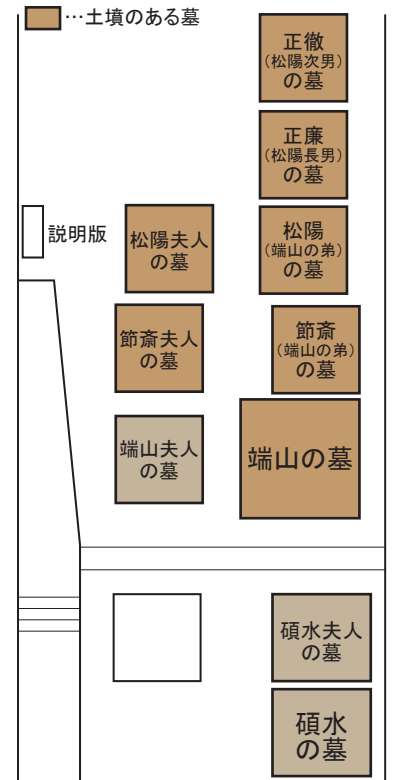 …土墳のある墓
正徹
（松陽次男）
の墓
正廉
（松陽長男）
の墓
説明版
松陽夫人
の墓
松陽
（端山の弟）
の墓
節斎夫人
の墓
節斎
（端山の弟）
の墓
端山夫人
の墓
端山の墓
碩水夫人
の墓
碩水
の墓